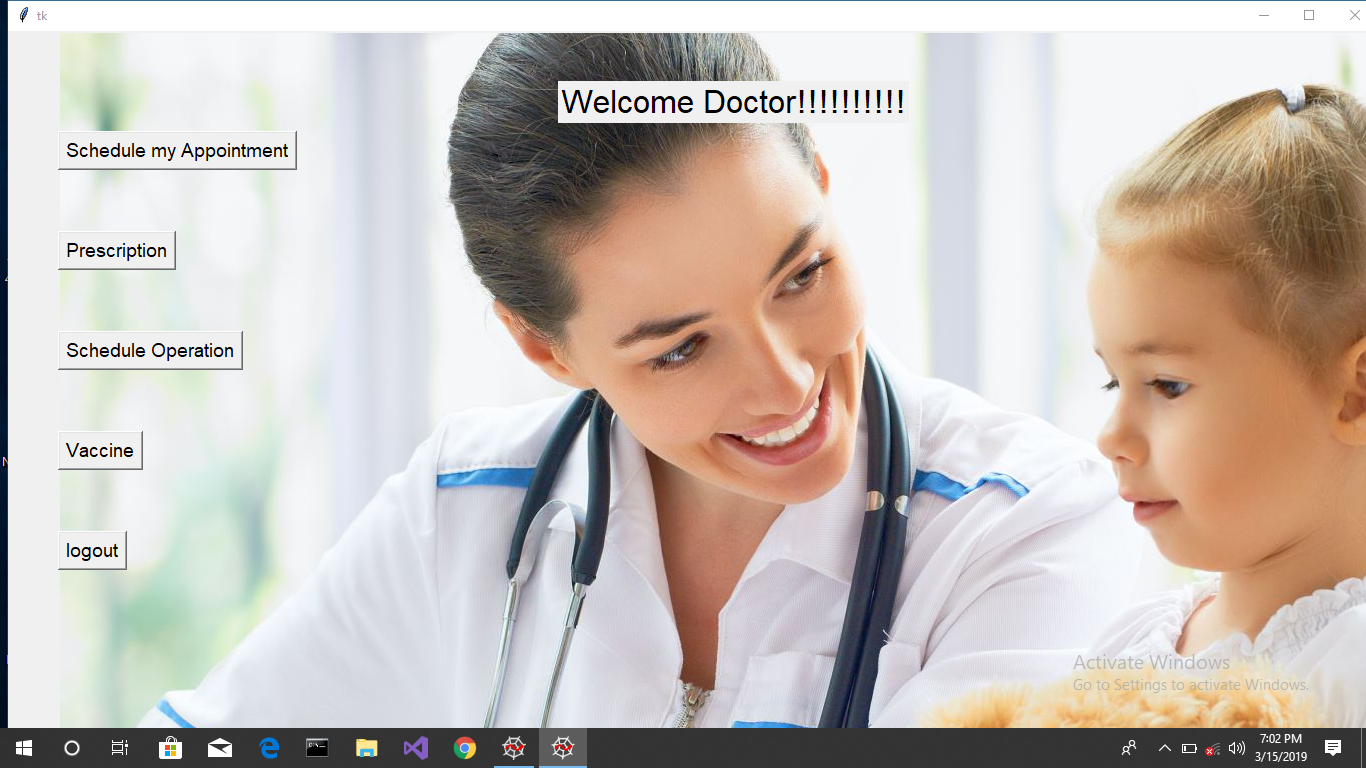 tk
Welcome Doctor!!!!!!!!!!
Schedule my Appointment
Prescription
Schedule Operation
Vaccine
logout
Activate Windows
Go to Settings to activate Windows.
7:02 PM
3/15/2019